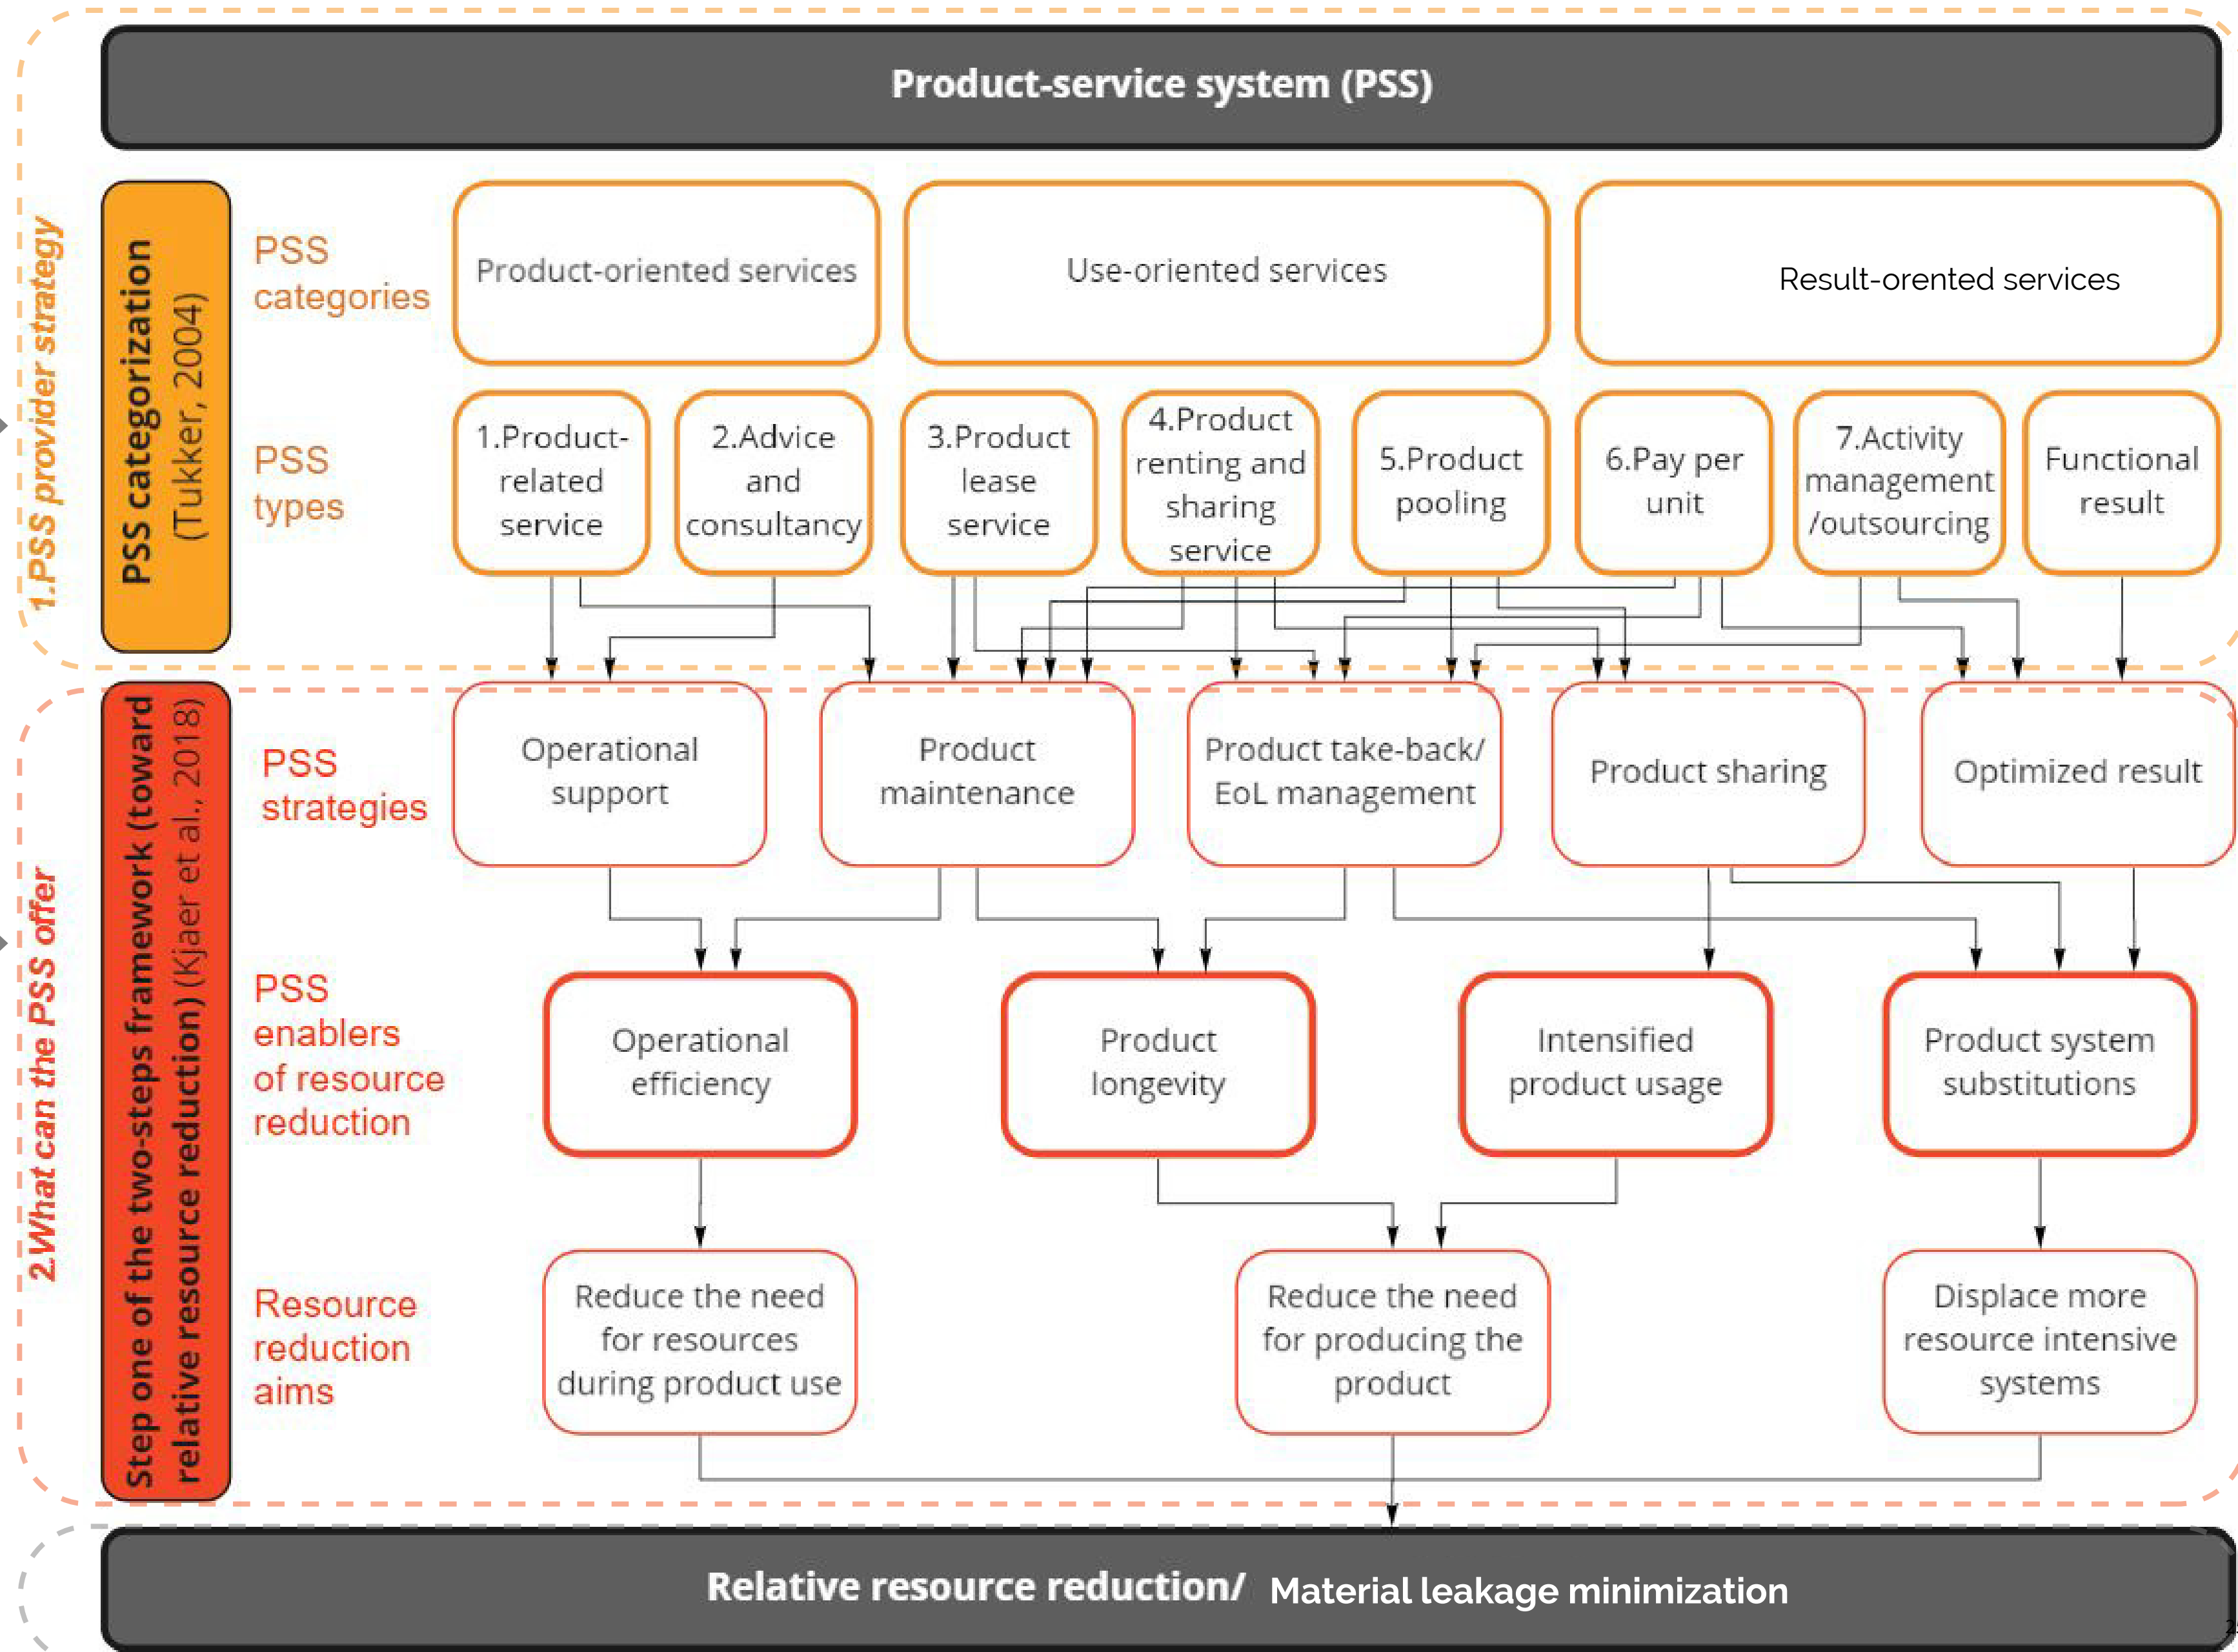 Product-service system (PSS)
1.PSS provider strategy
PSS categorization
(Tukker, 2004)
PSS
categories
Product-oriented services
Use-oriented services
Result-orented services
PSS
types
1.Product-
related
service
2.Advice
and
consultancy
3.Product
lease
service
4.Product
renting and
sharing
service
5.Product
pooling
6.Pay per
unit
7.Activity
management
/outsourcing
Functional
result
2.What can the PSS offer
Step one of the two-steps framework (toward
relative resource reduction) (Kjaer et al., 2018)
PSS
strategies
Operational
support
Product
maintenance
Product take-back/
EoL management
Product sharing
Optimized result
PSS
enablers
of resource
reduction
Operational
efficiency
Product
longevity
Intensified
product usage
Product system
substitutions
Resource
reduction
aims
Reduce the need
for resources
during product use
Reduce the need
for producing the
product
Displace more
resource intensive
systems
Relative resource reduction/ Material leakage minimization